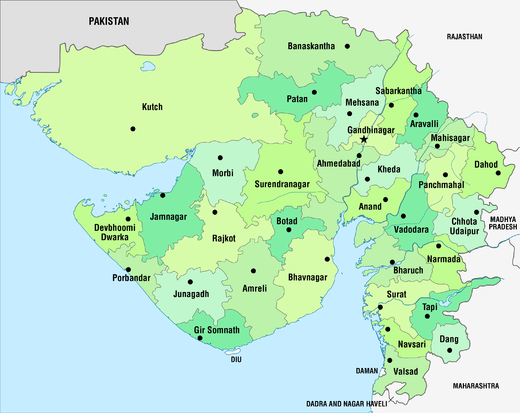 PAKISTAN
RAJASTHAN
Banaskantha
Patan
Mehsana
Sabarkantha
Aravalli
Kutch
Gandhinagar
Mahisagar
Ahmedabad
Kheda
Dahod
Morbi
Surendranagar
Panchmahal
Anand
Jamnagar
Devbhoomi
Dwarka
Rajkot
Botad
Vadodara
Chhota
Udaipur
MADHYA
PRADESH
Porbandar
Junagadh
Amreli
Bhavnagar
Bharuch
Narmada
Surat
Tapi
Gir Somnath
DIU
Navsari
Dang
DAMAN
Valsad
MAHARASHTRA
DADRA AND NAGAR HAVELI